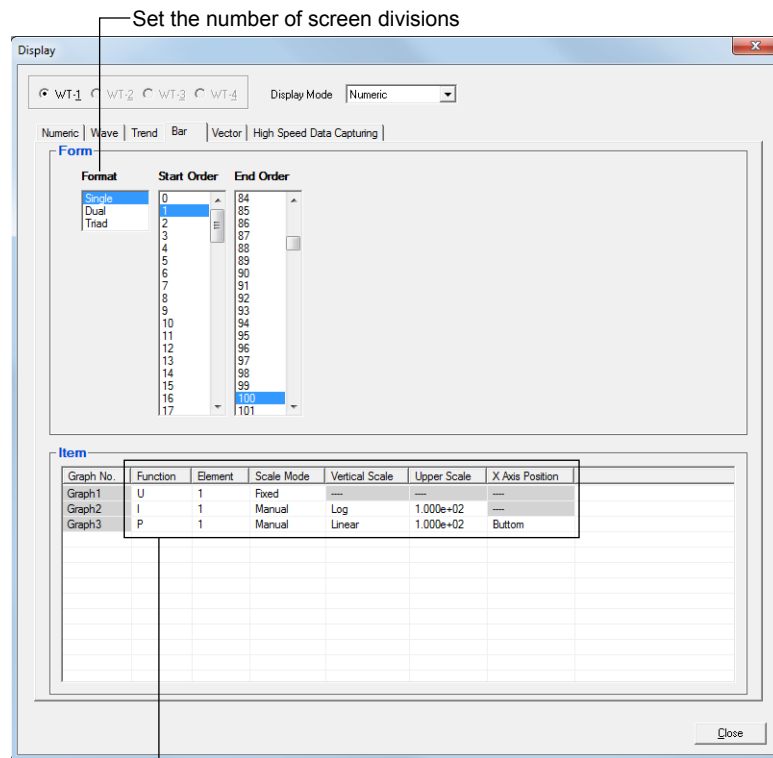 Set the number of screen divisions
Display
x
WT-1 WT-2 WT-3 WT-4 Display Mode Numeric
Numeric Wave Trend Bar Vector High Speed Data Capturing
Form
Format Start Order End Order
Single 0 84
Dual 1 85
Triad 2 86
3 87
4 88
5 89
6 90
7 91
8 92
9 93
10 94
11 95
12 96
13 97
14 98
15 99
16 100
17 101
Item
Graph No. Function Element Scale Mode Vertical Scale Upper Scale X Axis Position
Graph1 U 1 Fixed ---- ---- ----
Graph2 I 1 Manual Log 1.000e+02 ----
Graph3 P 1 Manual Linear 1.000e+02 Buttom
Close